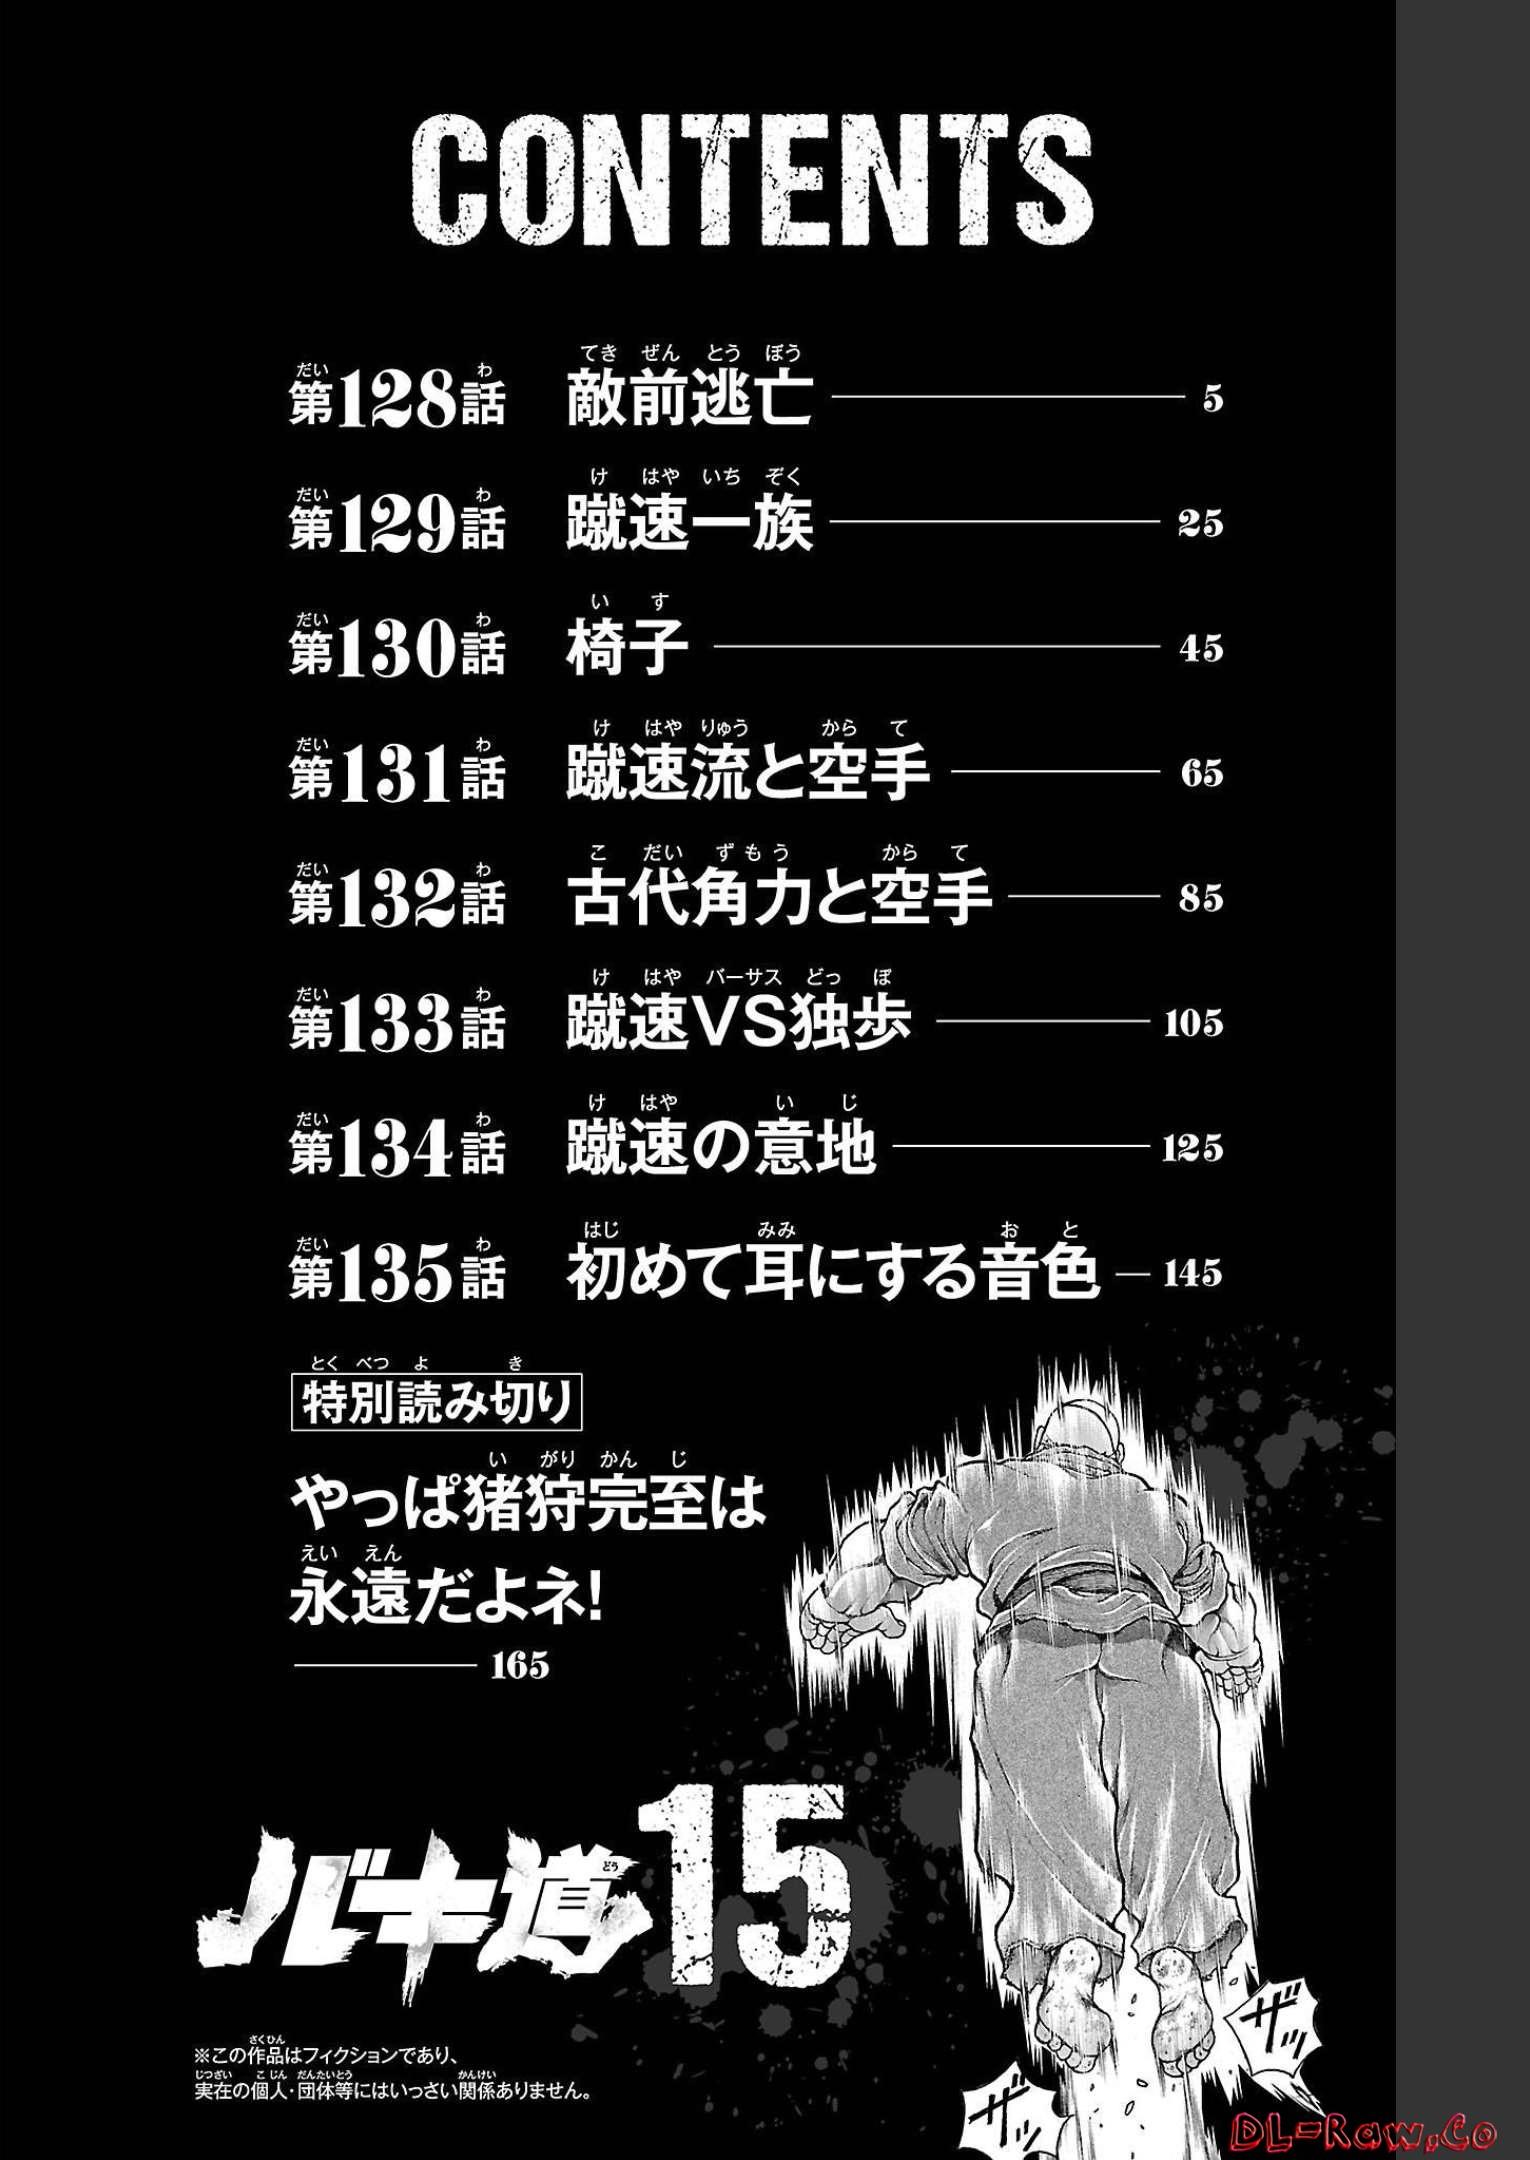 CONTENTS
第128話 敵前逃亡 5
第129話 蹴速一族 25
第130話 椅子 45
第131話 蹴速流と空手 65
第132話 古代角力と空手 85
第133話 蹴速VS独歩 105
第134話 蹴速の意地 125
第135話 初めて耳にする音色 145
特別読み切り
やっぱ猪狩完至は
永遠だよネ!
165
バキ道 15
※この作品はフィクションであり、
実在の個人・団体等にはいっさい関係ありません。
ザッ
ザッ
DL-Raw.Co